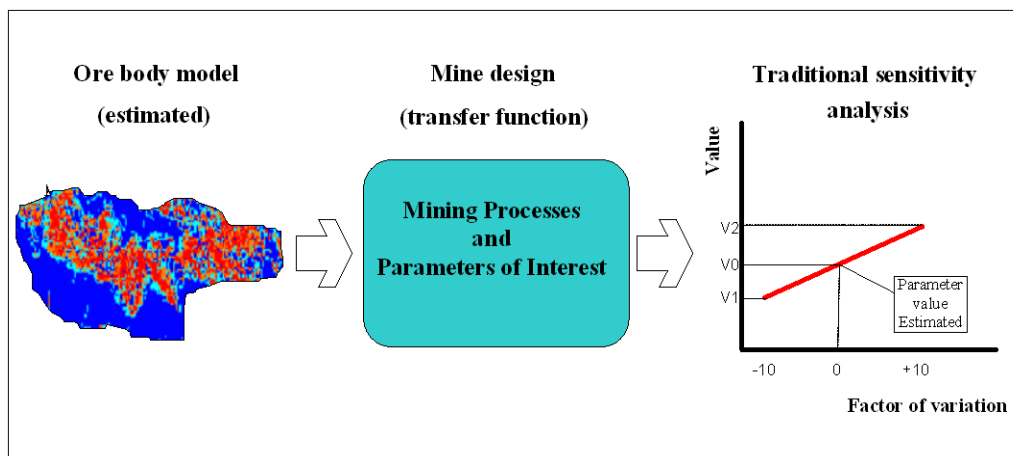 Ore body model
(estimated)
Mine design
(transfer function)
Mining Processes
and
Parameters of Interest
Traditional sensitivity
analysis
Value
V2
V0
V1
Parameter
value
Estimated
-10 0 +10
Factor of variation